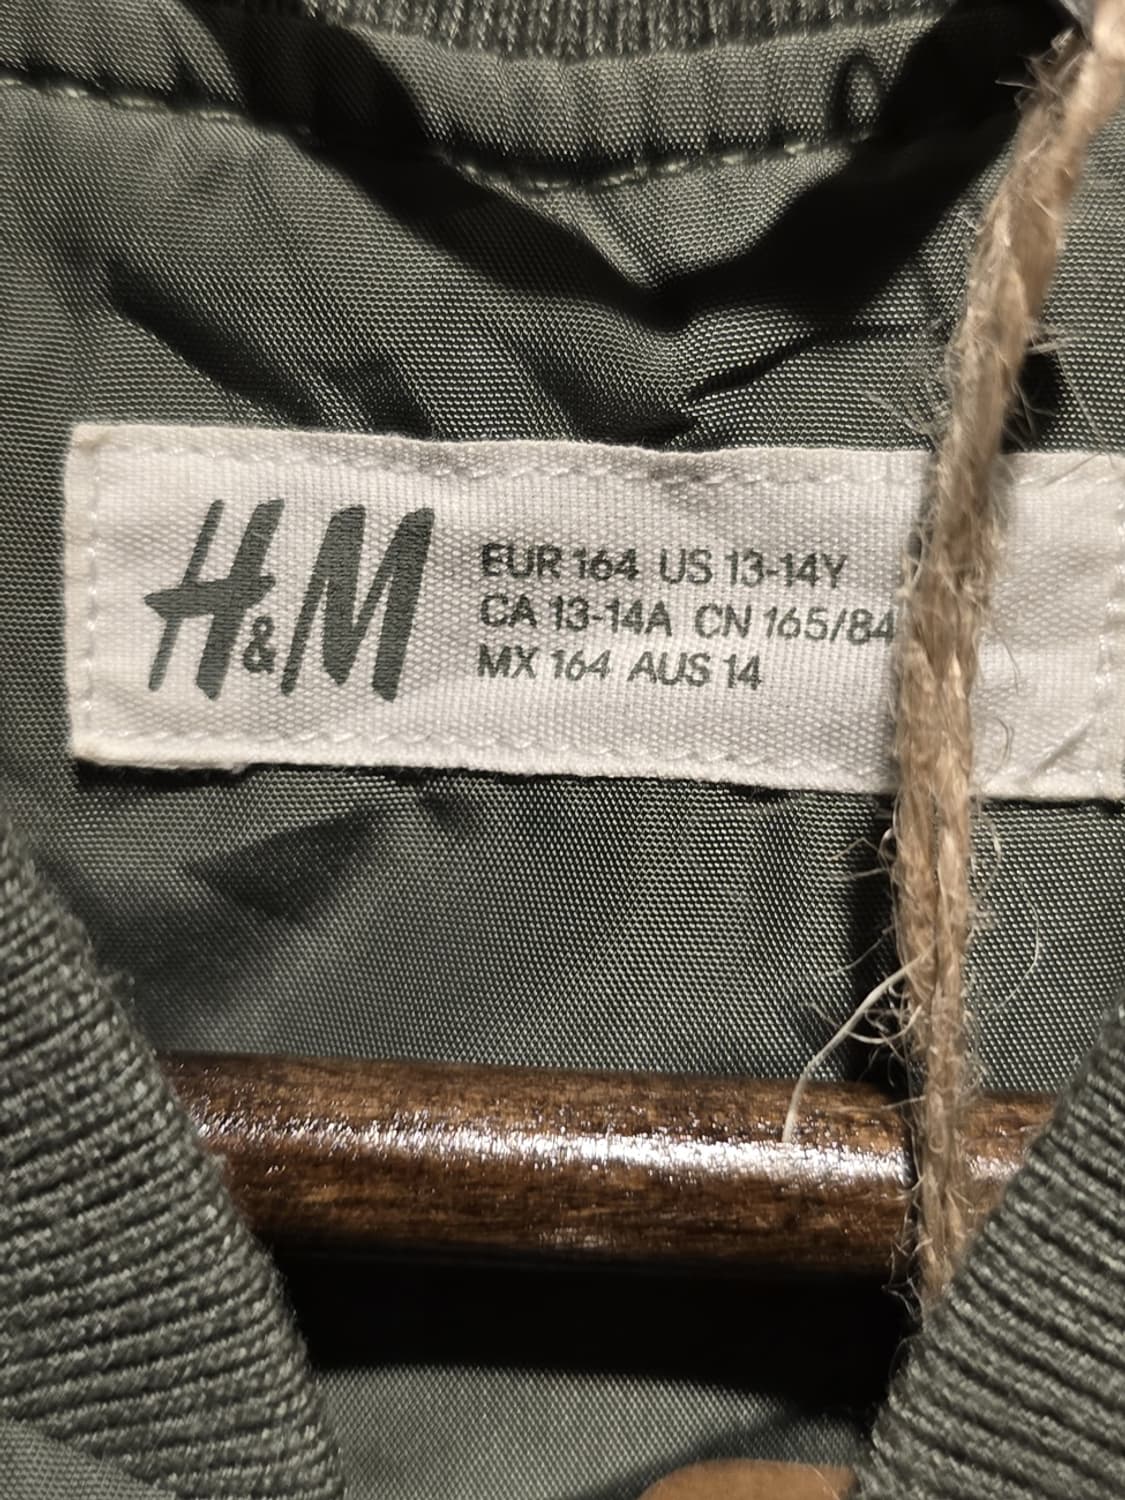 H&M
EUR 164 US 13-14Y
CA 13-14A CN 165/84
MX 164 AUS 14